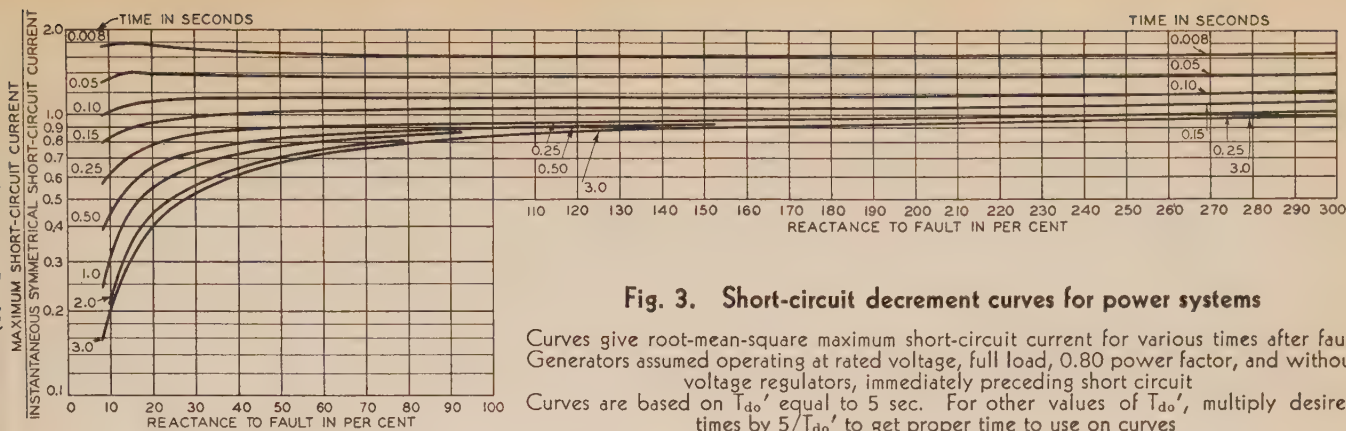 TIME IN SECONDS
TIME IN SECONDS
MAXIMUM SHORT-CIRCUIT CURRENT
INSTANTANEOUS SYMMETRICAL SHORT-CIRCUIT CURRENT
2.0
1.0
0.9
0.8
0.7
0.6
0.5
0.4
0.3
0.2
0.1
0.008
0.05
0.10
0.15
0.25
0.50
1.0
2.0
3.0
0.25
0.50
3.0
0.008
0.05
0.10
0.15
0.25
3.0
110 120 130 140 150 160 170 180 190 200 210 220 230 240 250 260 270 280 290 300
REACTANCE TO FAULT IN PER CENT
0 10 20 30 40 50 60 70 80 90 100
REACTANCE TO FAULT IN PER CENT
Fig. 3. Short-circuit decrement curves for power systems
Curves give root-mean-square maximum short-circuit current for various times after fau
Generators assumed operating at rated voltage, full load, 0.80 power factor, and withou
voltage regulators, immediately preceding short circuit
Curves are based on Tdo′ equal to 5 sec. For other values of Tdo′, multiply desire
times by 5/Tdo′ to get proper time to use on curves